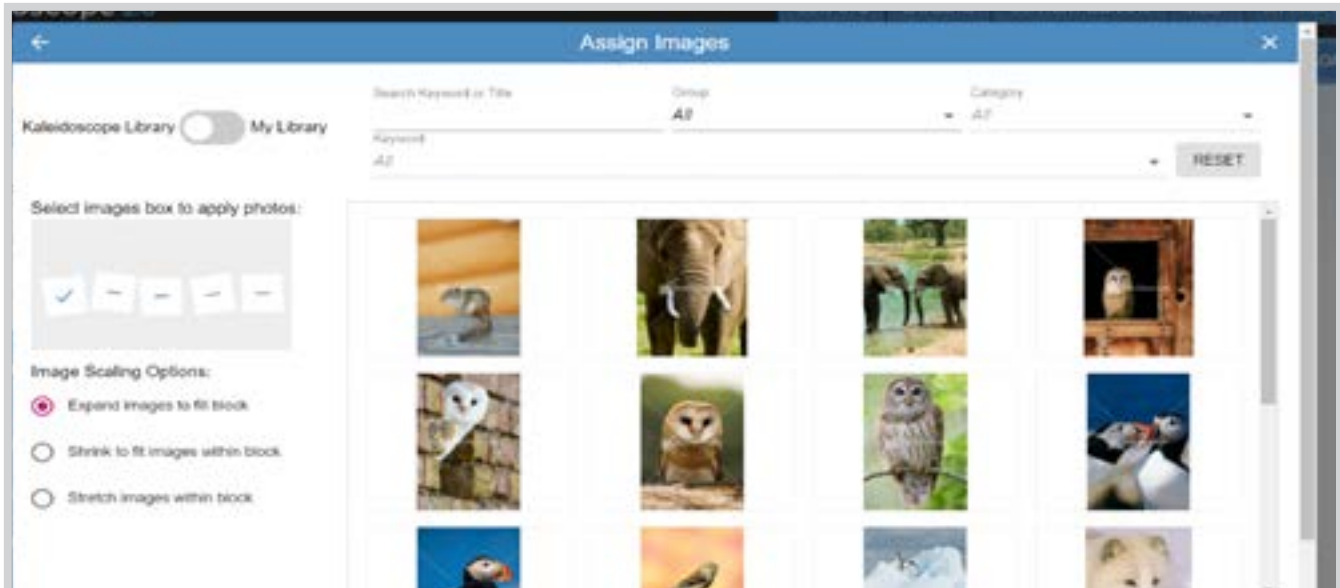 Assign Images
Search Keyword or Title
Group
Category
All
All
Kaleidoscope Library
My Library
Keyword
All
RESET
Select images box to apply photos:
Image Scaling Options:
Expand images to fill block
Shrink to fit images within block
Stretch images within block